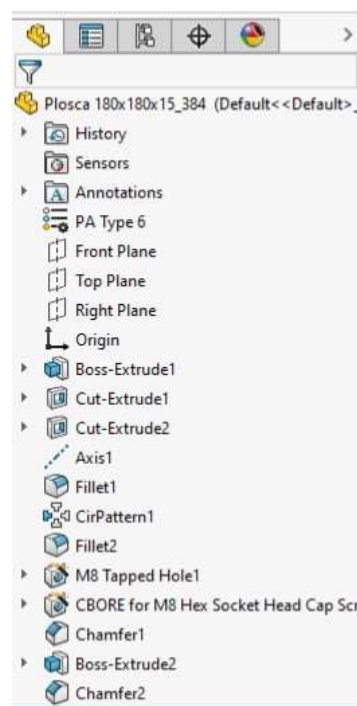 Plosca 180x180x15_384 (Default<<Default>_
History
Sensors
A Annotations
PA Type 6
Front Plane
Top Plane
Right Plane
Origin
Boss-Extrude1
Cut-Extrude1
Cut-Extrude2
Axis1
Fillet1
CirPattern1
Fillet2
M8 Tapped Hole1
CBORE for M8 Hex Socket Head Cap Scr
Chamfer1
Boss-Extrude2
Chamfer2